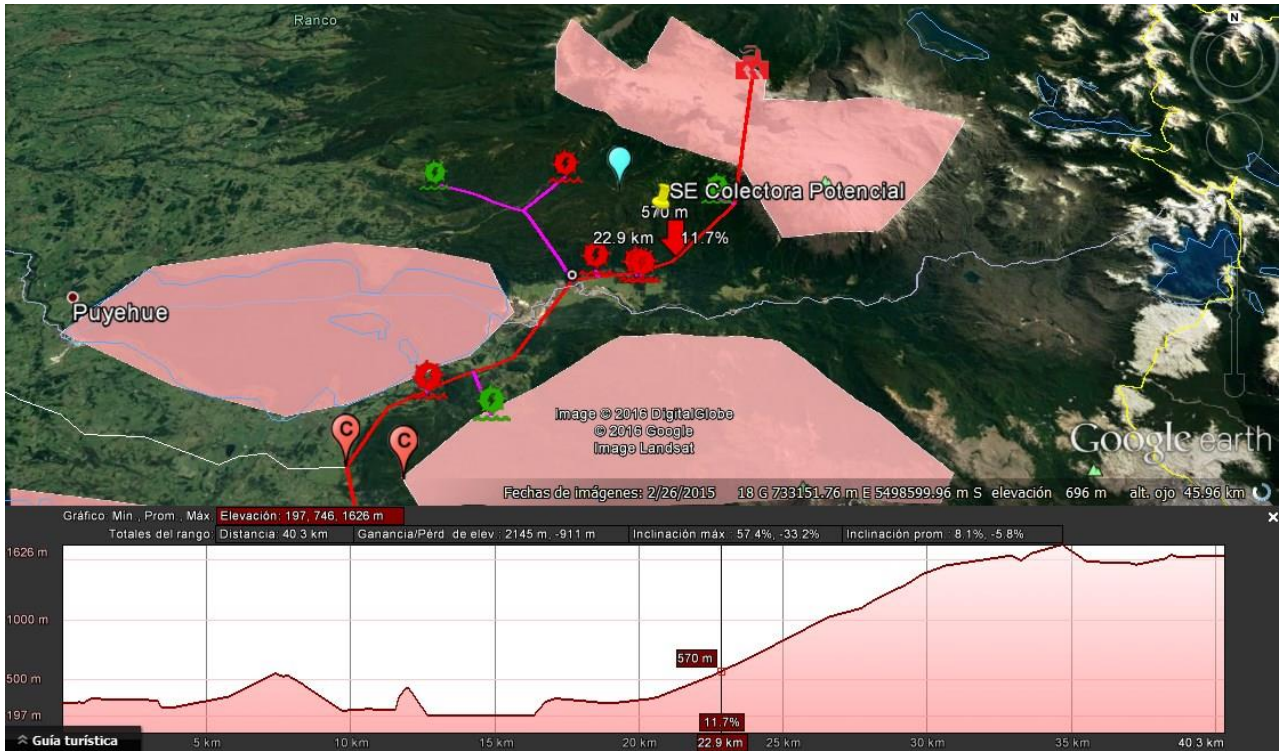 Ranco
N
SE Colectora Potencial
570 m
22.9 km 11.7%
Puyehue
C
C
Image © 2016 DigitalGlobe
© 2016 Google
Image Landsat
Google earth
Fechas de imágenes: 2/26/2015 18 G 733151.76 m E 5498599.96 m S elevación 696 m alt. ojo 45.96 km
Gráfico: Mín., Prom., Máx. Elevación: 197, 746, 1626 m
Totales del rango: Distancia: 40.3 km Ganancia/Pérd. de elev.: 2145 m, -911 m Inclinación máx.: 57.4%, -33.2% Inclinación prom.: 8.1%, -5.8%
1626 m
1000 m
570 m
500 m
197 m
11.7%
Guía turística 5 km 10 km 15 km 20 km 22.9 km 25 km 30 km 35 km 40.3 km